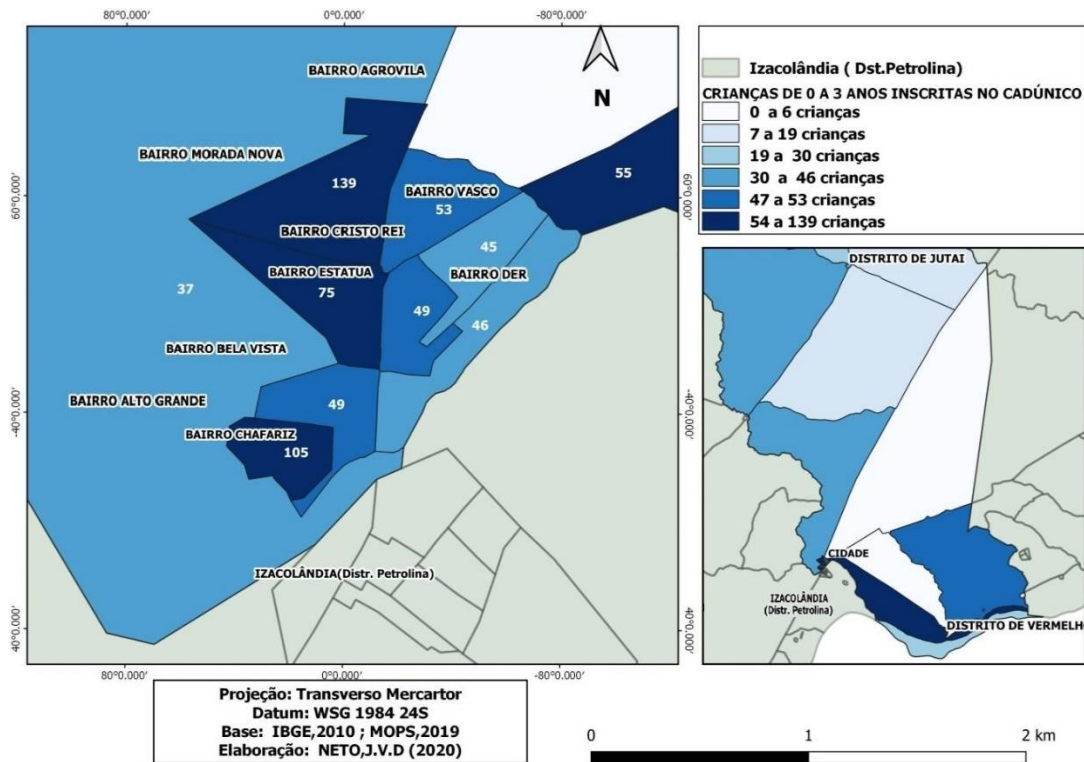 80°0.000'
0°0.000'
-80°0.000'
BAIRRO AGROVILA
N
BAIRRO MORADA NOVA
139
BAIRRO VASCO
53
55
60°0.000'
60°0.000'
BAIRRO CRISTO REI
45
BAIRRO ESTATUA
BAIRRO DER
75
37
49
46
BAIRRO BELA VISTA
BAIRRO ALTO GRANDE
49
-40°0.000'
-40°0.000'
BAIRRO CHAFARIZ
105
IZACOLÂNDIA(Distr. Petrolina)
40°0.000'
40°0.000'
80°0.000'
0°0.000'
-80°0.000'
Izacolândia ( Dst.Petrolina)
CRIANÇAS DE 0 A 3 ANOS INSCRITAS NO CADÚNICO
0 a 6 crianças
7 a 19 crianças
19 a 30 crianças
30 a 46 crianças
47 a 53 crianças
54 a 139 crianças
DISTRITO DE JUTAI
CIDADE
IZACOLÂNDIA
(Distr. Petrolina)
DISTRITO DE VERMELHO
Projeção: Transverso Mercartor
Datum: WSG 1984 24S
Base: IBGE,2010 ; MOPS,2019
Elaboração: NETO,J.V.D (2020)
0
1
2 km